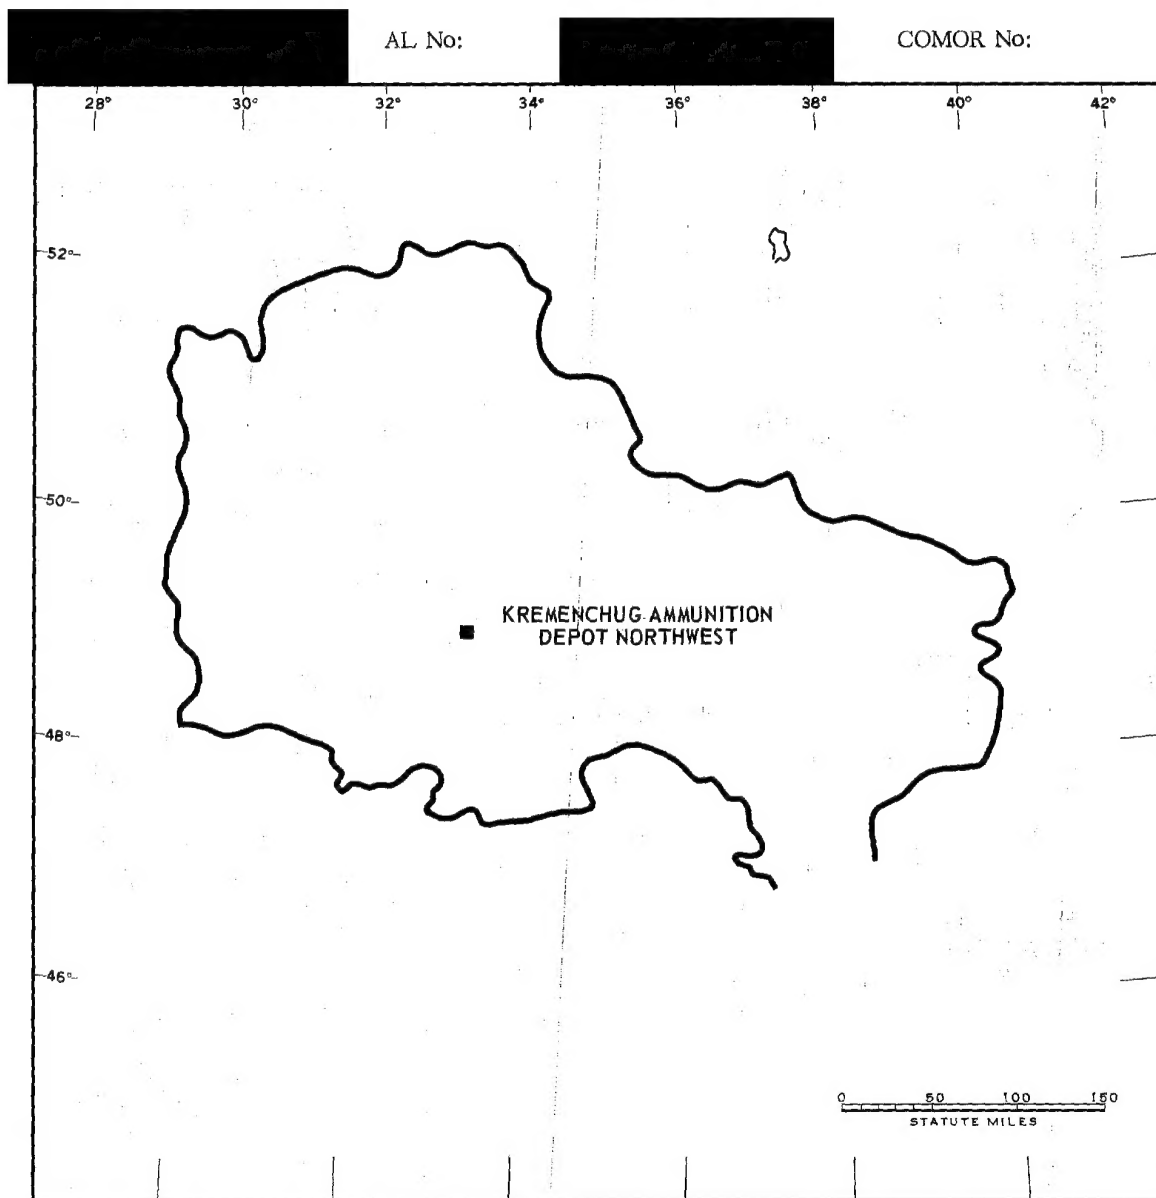 AL No:
COMOR No:
28° 30° 32° 34° 36° 38° 40° 42°
52°
50°
KREMENCHUG AMMUNITION
DEPOT NORTHWEST
48°
46°
0 50 100 150
STATUTE MILES